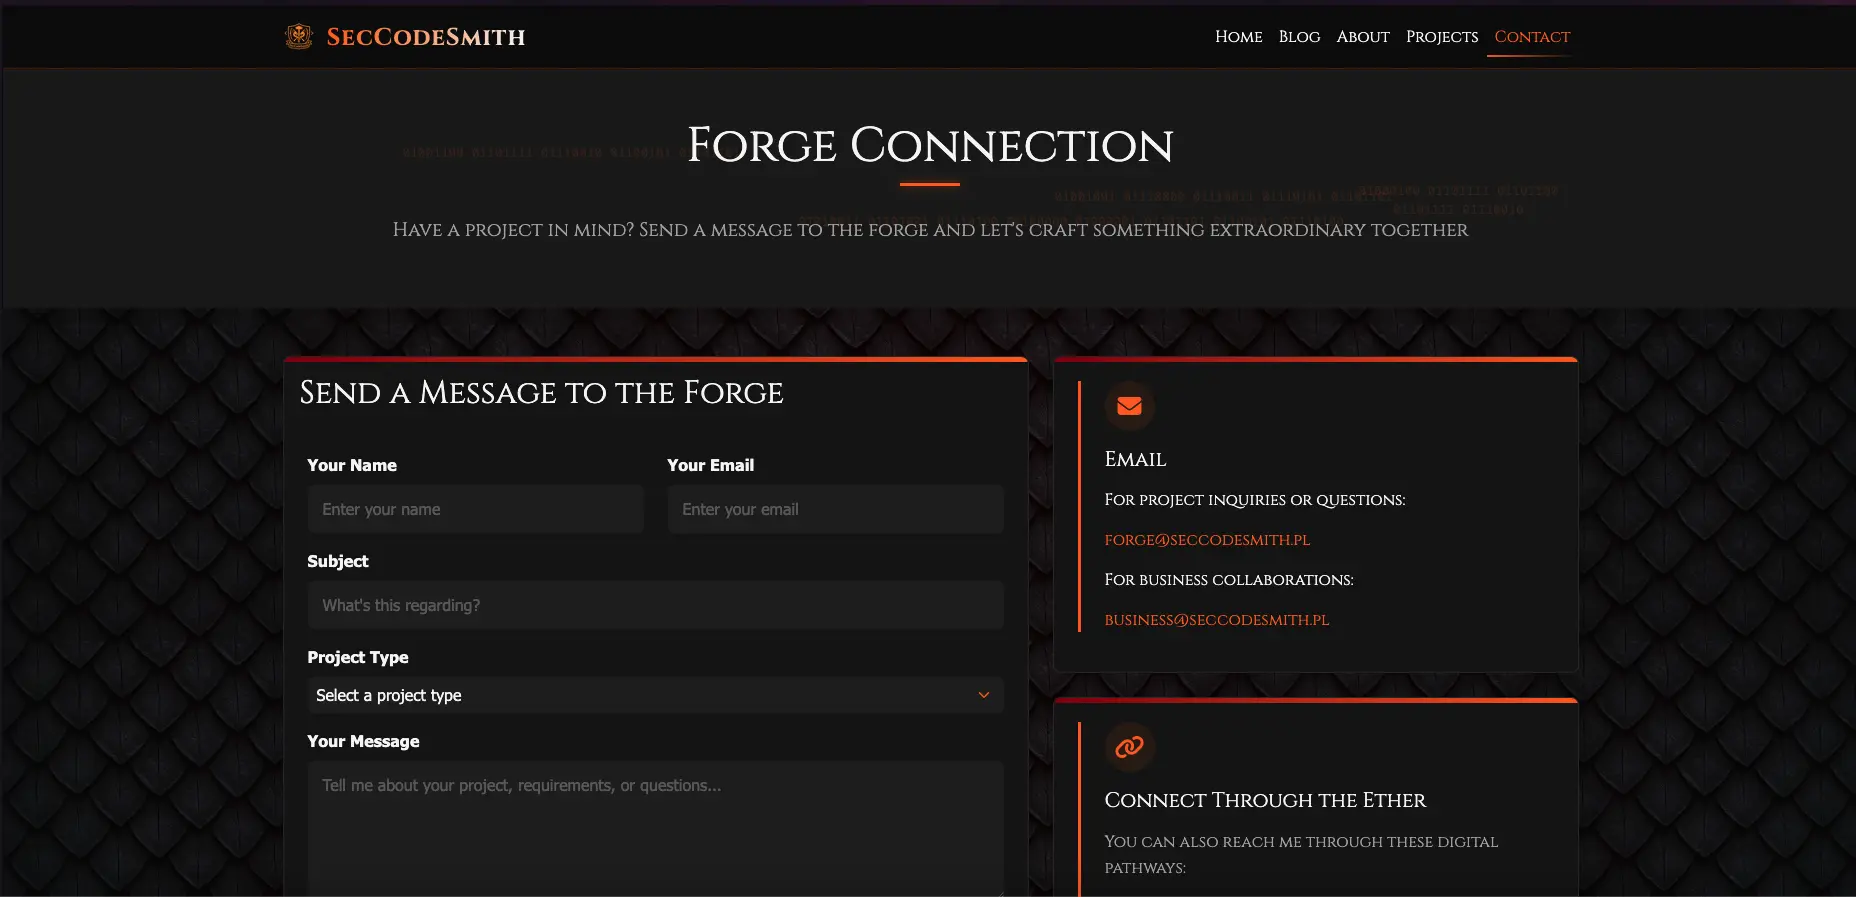 SecCodeSmith
Home Blog About Projects Contact
Forge Connection
Have a project in mind? Send a message to the forge and let's craft something extraordinary together
Send a Message to the Forge
Your Name
Your Email
Enter your name
Enter your email
Subject
What's this regarding?
Project Type
Select a project type
Your Message
Tell me about your project, requirements, or questions...
Email
For project inquiries or questions:
forge@seccodesmith.pl
For business collaborations:
business@seccodesmith.pl
Connect Through the Ether
You can also reach me through these digital
pathways: